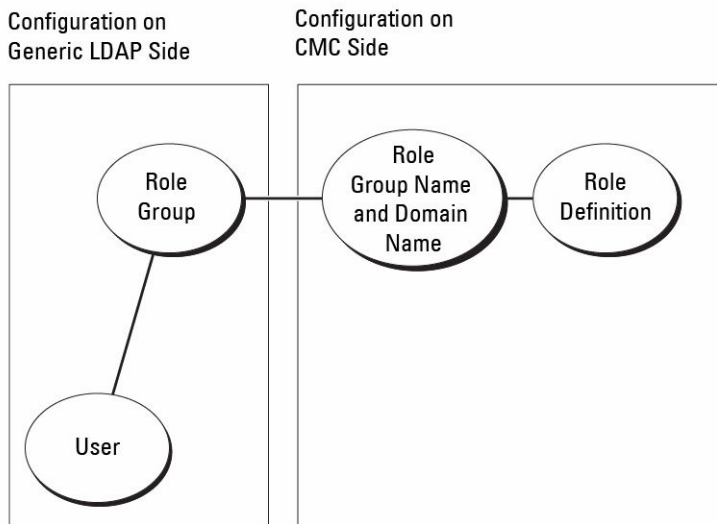 Configuration on
Generic LDAP Side
Configuration on
CMC Side
Role
Group
Role
Group Name
and Domain
Name
Role
Definition
User